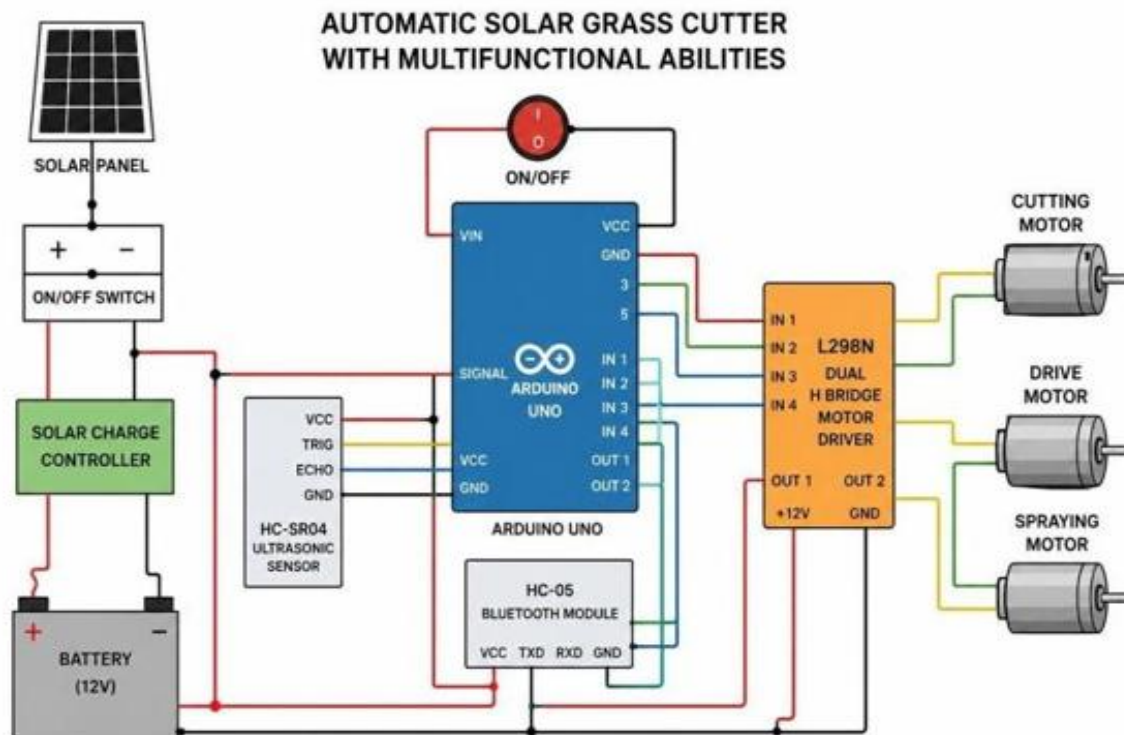 AUTOMATIC SOLAR GRASS CUTTER
WITH MULTIFUNCTIONAL ABILITIES
SOLAR PANEL
+ −
ON/OFF SWITCH
SOLAR CHARGE
CONTROLLER
+ −
BATTERY
(12V)
I
O
ON/OFF
VIN
SIGNAL
VCC
GND
VCC
GND
3
5
IN 1
IN 2
IN 3
IN 4
OUT 1
OUT 2
ARDUINO
UNO
ARDUINO UNO
VCC
TRIG
ECHO
GND
HC-SR04
ULTRASONIC
SENSOR
HC-05
BLUETOOTH MODULE
VCC TXD RXD GND
IN 1
IN 2
IN 3
IN 4
L298N
DUAL
H BRIDGE
MOTOR
DRIVER
OUT 1 OUT 2
+12V GND
CUTTING
MOTOR
DRIVE
MOTOR
SPRAYING
MOTOR